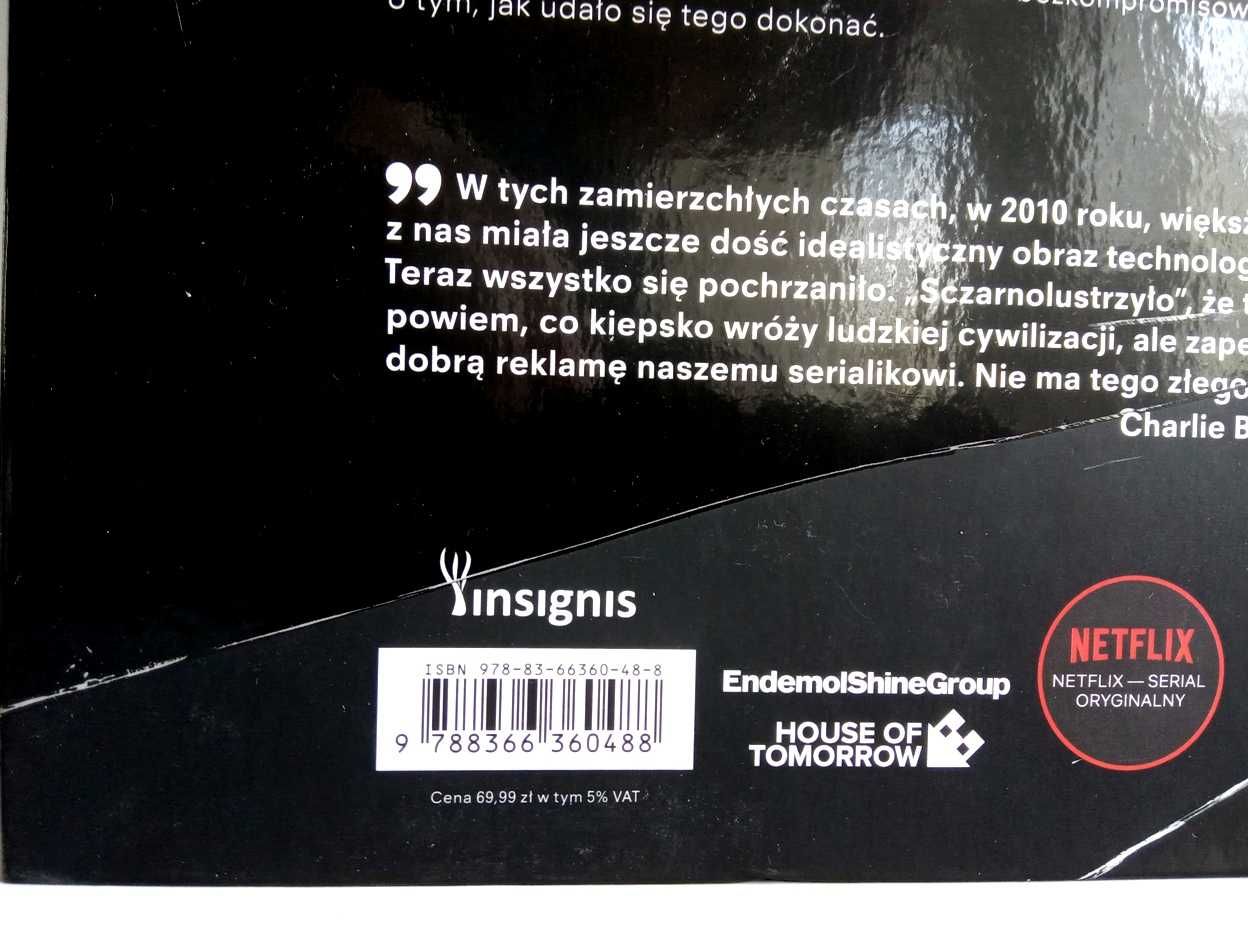 o tym, jak udało się tego dokonać.
” W tych zamierzchłych czasach, w 2010 roku,
z nas miała jeszcze dość idealistyczny obraz
Teraz wszystko się pochrzaniło. „Sczarnolustrzyło”, że
powiem, co kiepsko wróży ludzkiej cywilizacji, ale
dobrą reklamę naszemu serialikowi. Nie ma tego złego
Charlie B
insignis
ISBN 978-83-66360-48-8
9 788366 360488
Cena 69,99 zł w tym 5% VAT
EndemolShineGroup
HOUSE OF
TOMORROW
NETFLIX
NETFLIX — SERIAL
ORYGINALNY